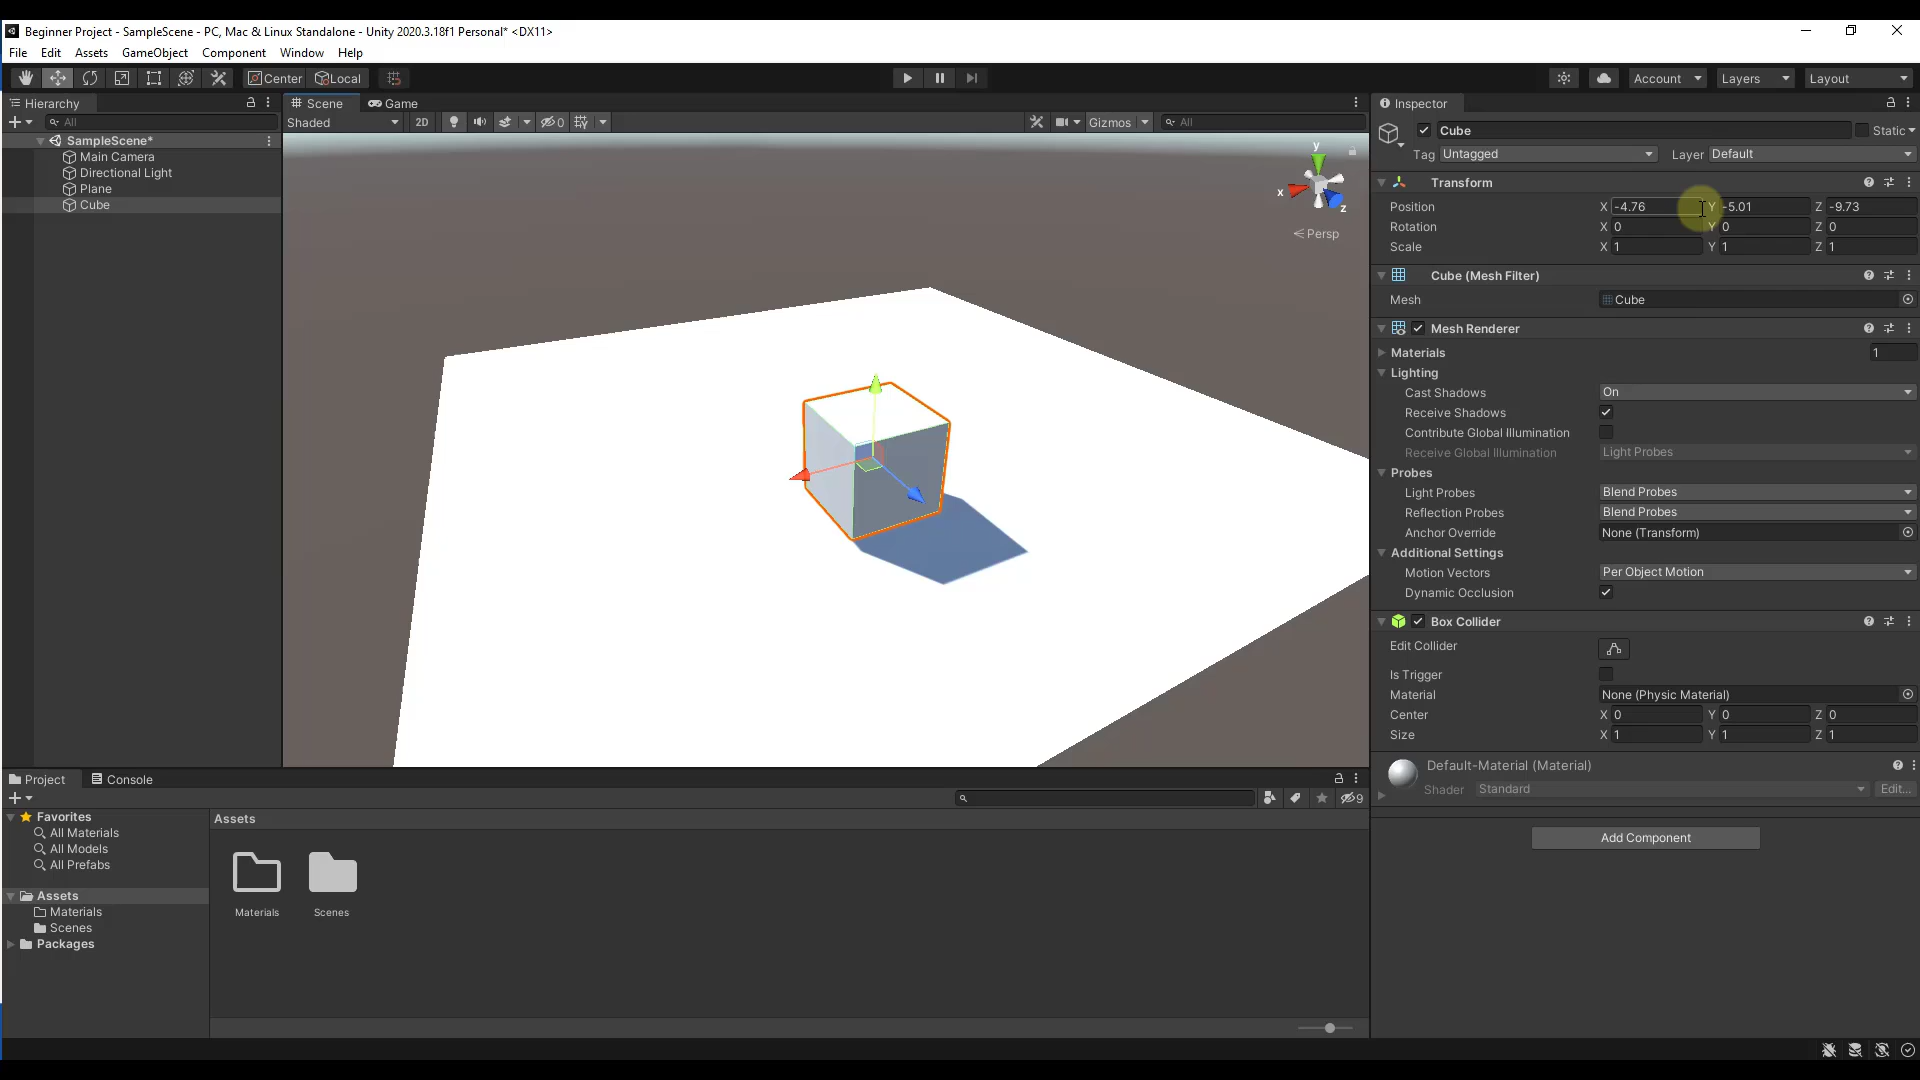 Beginner Project - SampleScene - PC, Mac & Linux Standalone - Unity 2020.3.18f1 Personal* <DX11>
File Edit Assets GameObject Component Window Help
Center Local Account Layers Layout
Hierarchy
All
SampleScene*
Main Camera
Directional Light
Plane
Cube
Scene Game
Shaded 2D 0 Gizmos All
y
x
z
Persp
Inspector
Cube Static
Tag Untagged Layer Default
Transform
Position X -4.76 Y -5.01 Z -9.73
Rotation X 0 Y 0 Z 0
Scale X 1 Y 1 Z 1
Cube (Mesh Filter)
Mesh Cube
Mesh Renderer
Materials 1
Lighting
Cast Shadows On
Receive Shadows
Contribute Global Illumination
Receive Global Illumination Light Probes
Probes
Light Probes Blend Probes
Reflection Probes Blend Probes
Anchor Override None (Transform)
Additional Settings
Motion Vectors Per Object Motion
Dynamic Occlusion
Box Collider
Edit Collider
Is Trigger
Material None (Physic Material)
Center X 0 Y 0 Z 0
Size X 1 Y 1 Z 1
Default-Material (Material)
Shader Standard Edit...
Add Component
Project Console
9
Favorites
All Materials
All Models
All Prefabs
Assets
Materials
Scenes
Packages
Assets
Materials Scenes